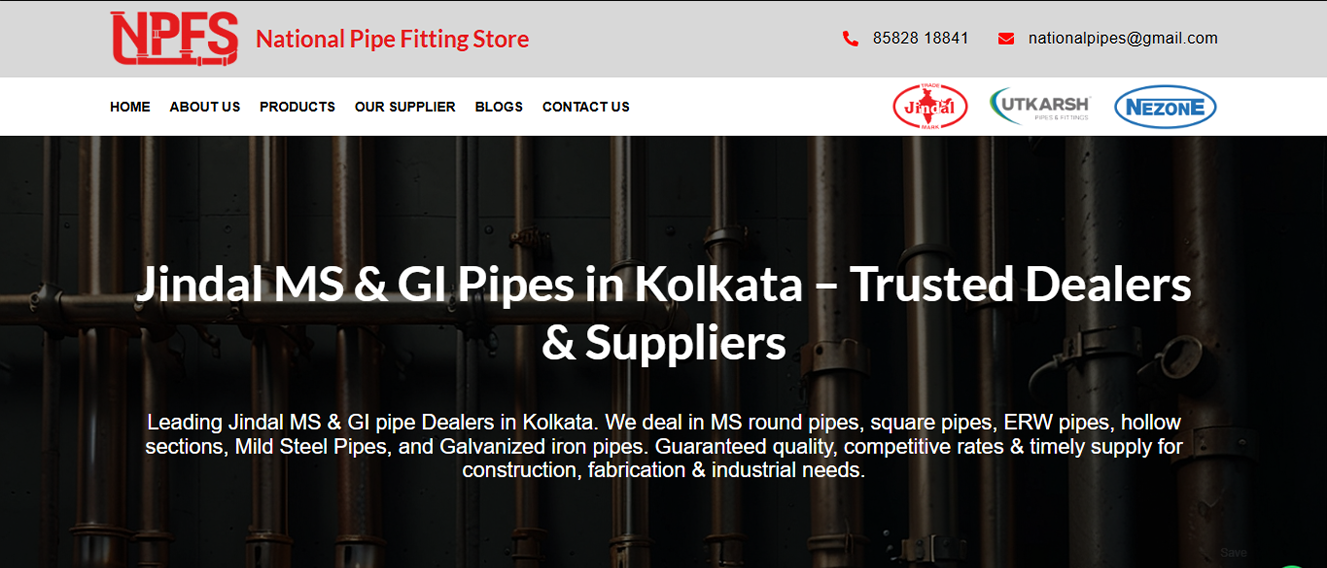 NPFS National Pipe Fitting Store 85828 18841 nationalpipes@gmail.com
HOME ABOUT US PRODUCTS OUR SUPPLIER BLOGS CONTACT US
TRADE
Jindal
MARK
UTKARSH
PIPES & FITTINGS
NEZONE
Jindal MS & GI Pipes in Kolkata – Trusted Dealers
& Suppliers
Leading Jindal MS & GI pipe Dealers in Kolkata. We deal in MS round pipes, square pipes, ERW pipes, hollow
sections, Mild Steel Pipes, and Galvanized iron pipes. Guaranteed quality, competitive rates & timely supply for
construction, fabrication & industrial needs.
Save